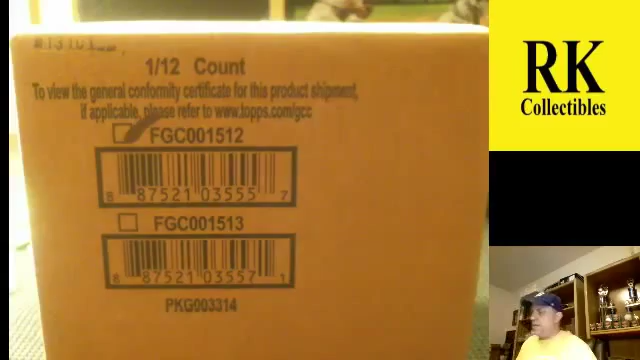 1/12 Count
To view the general conformity certificate for this product shipment,
if applicable, please refer to www.topps.com/gcc
FGC001512
8 87521 03555 7
FGC001513
8 87521 03557 1
PKG003314
RK
Collectibles